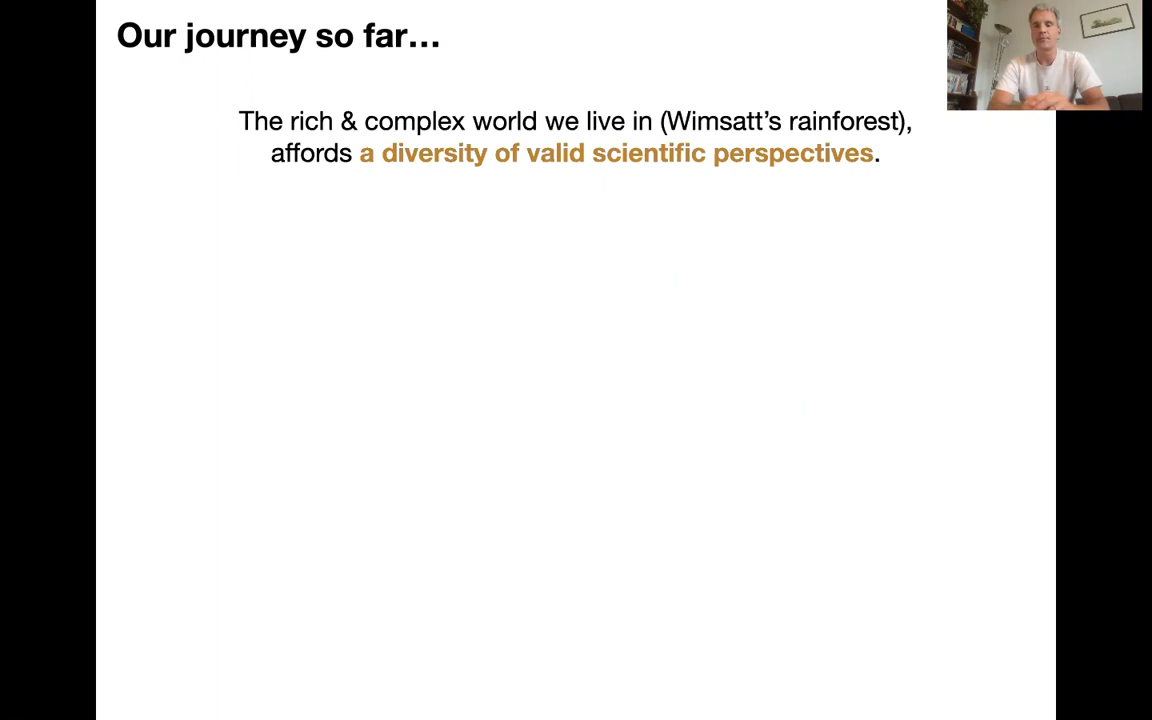 Our journey so far…
The rich & complex world we live in (Wimsatt’s rainforest),
affords a diversity of valid scientific perspectives.